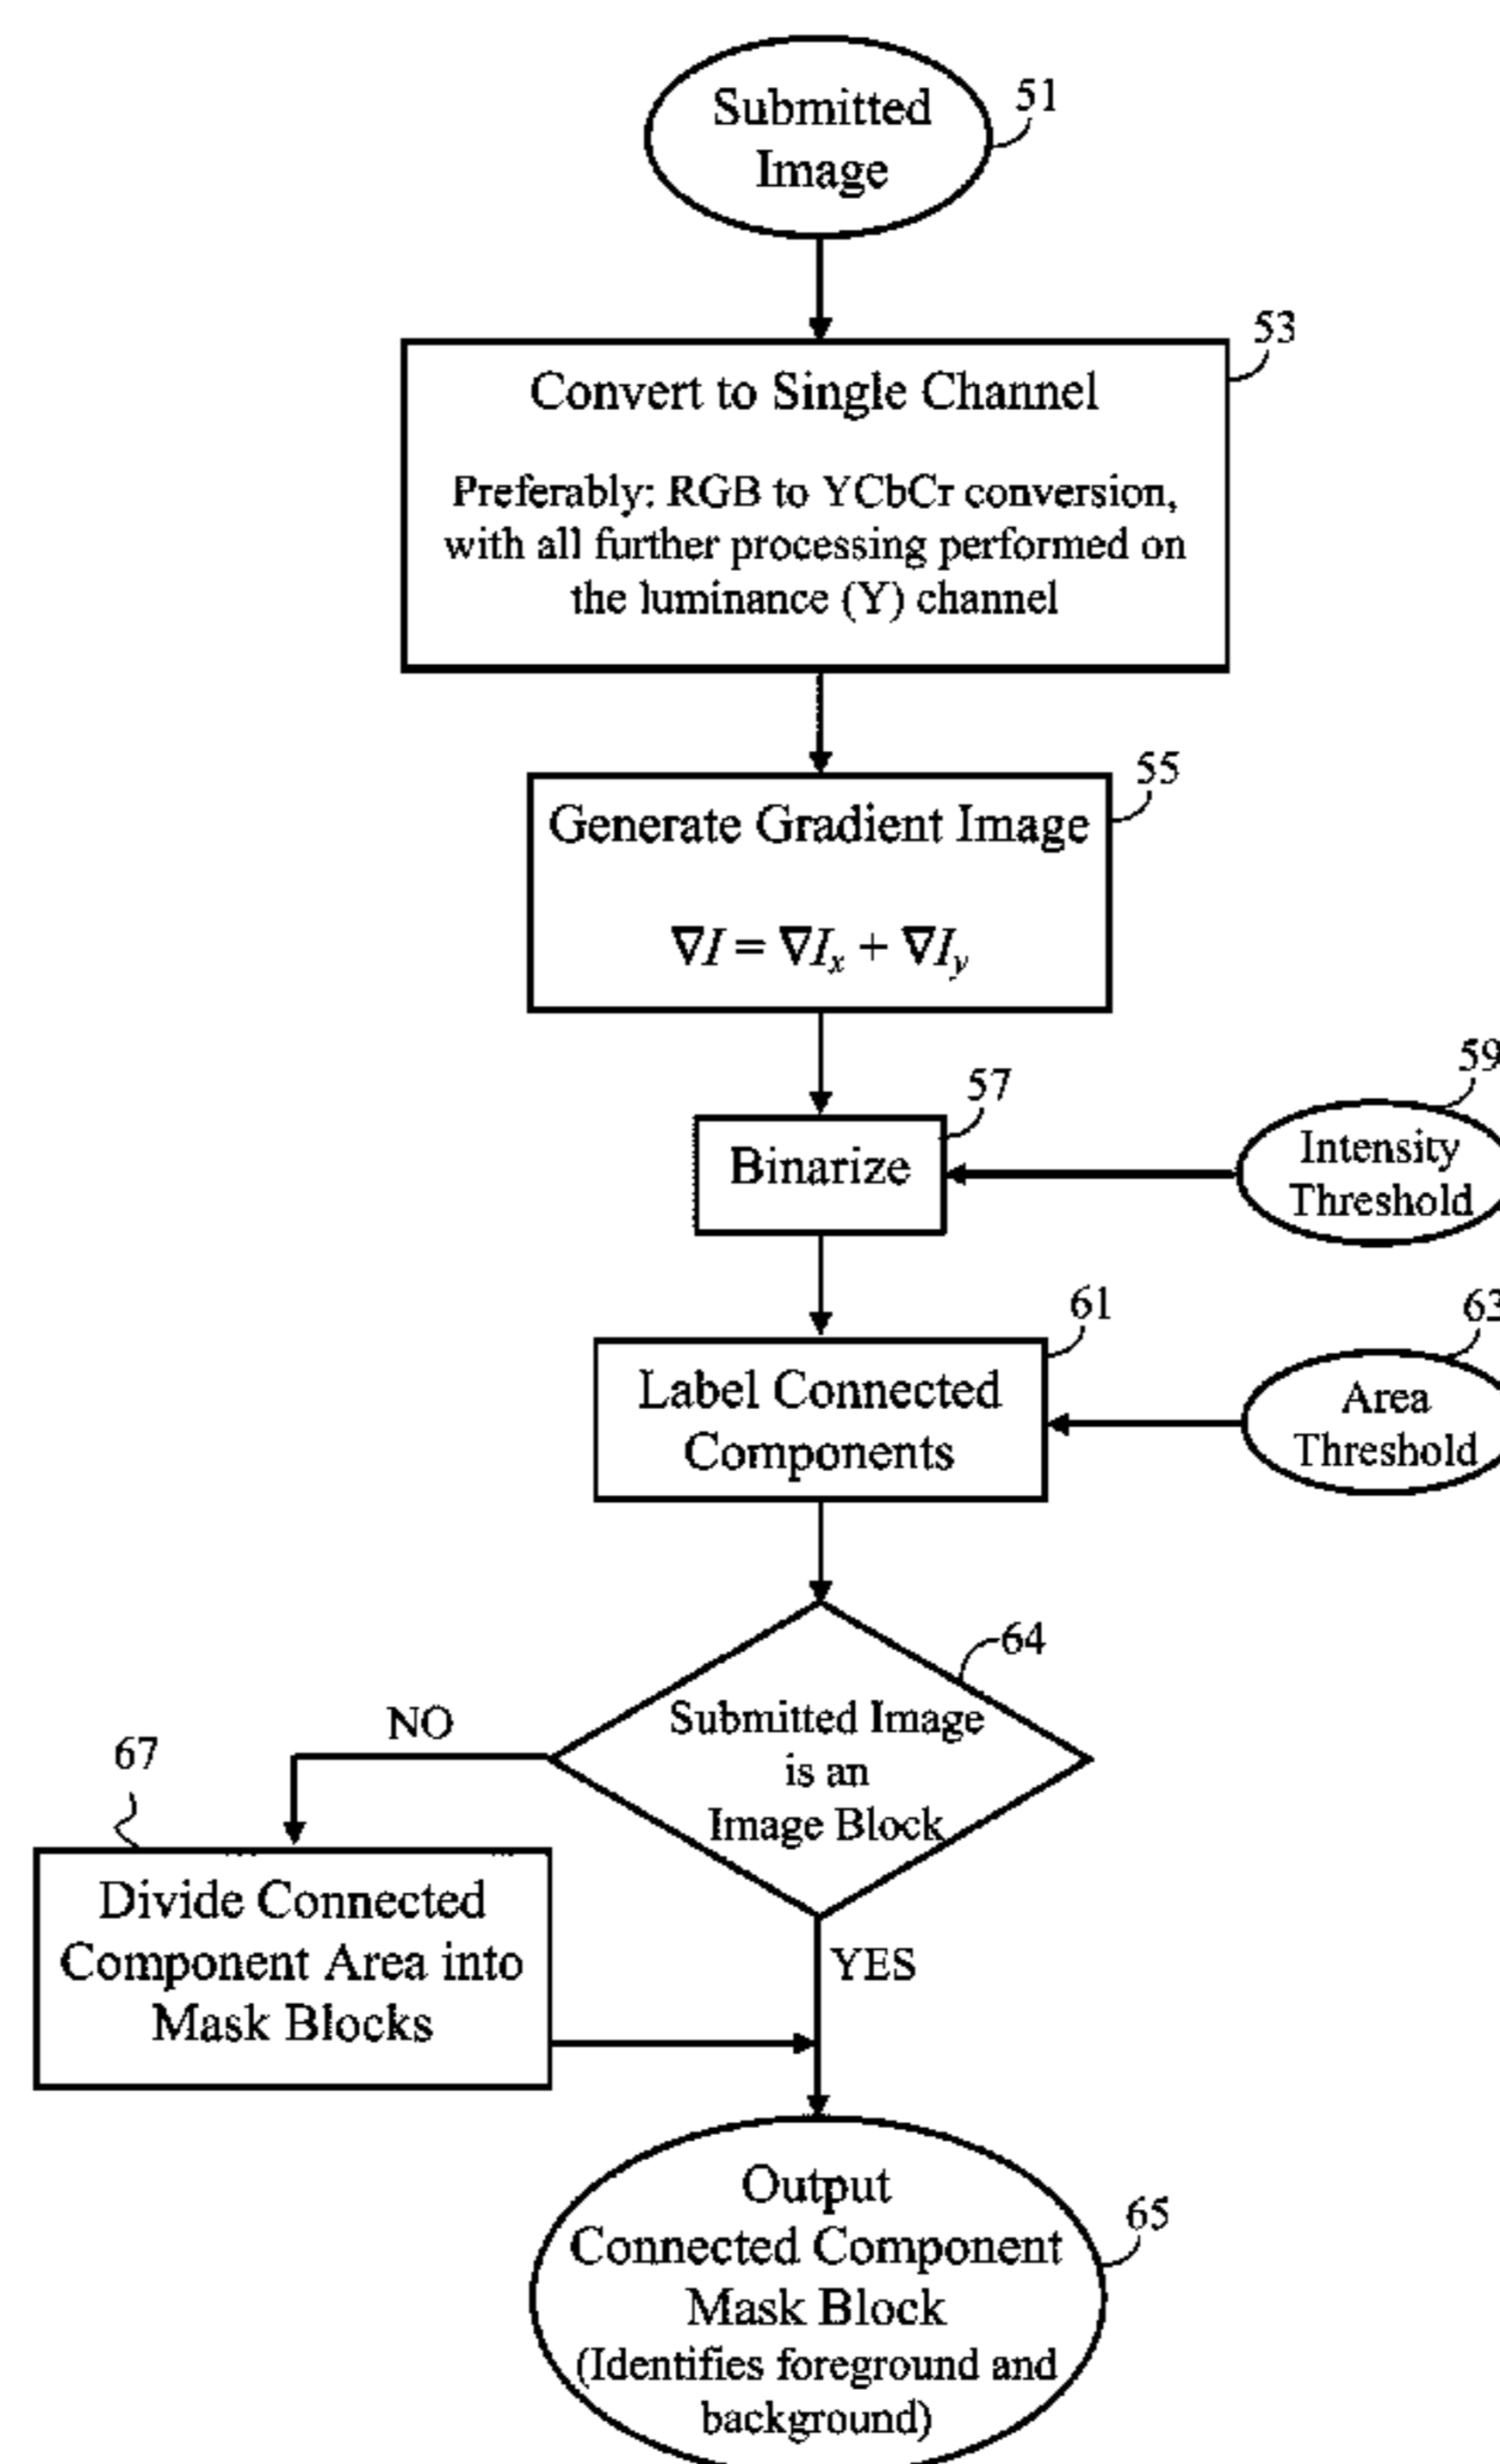 51
Submitted
Image
53
Convert to Single Channel
Preferably: RGB to YCbCr conversion,
with all further processing performed on
the luminance (Y) channel
55
Generate Gradient Image
∇I = ∇Iₓ + ∇Iᵧ
57
Binarize
59
Intensity
Threshold
61
Label Connected
Components
63
Area
Threshold
64
Submitted Image
is an
Image Block
NO
67
Divide Connected
Component Area into
Mask Blocks
YES
65
Output
Connected Component
Mask Block
(Identifies foreground and
background)